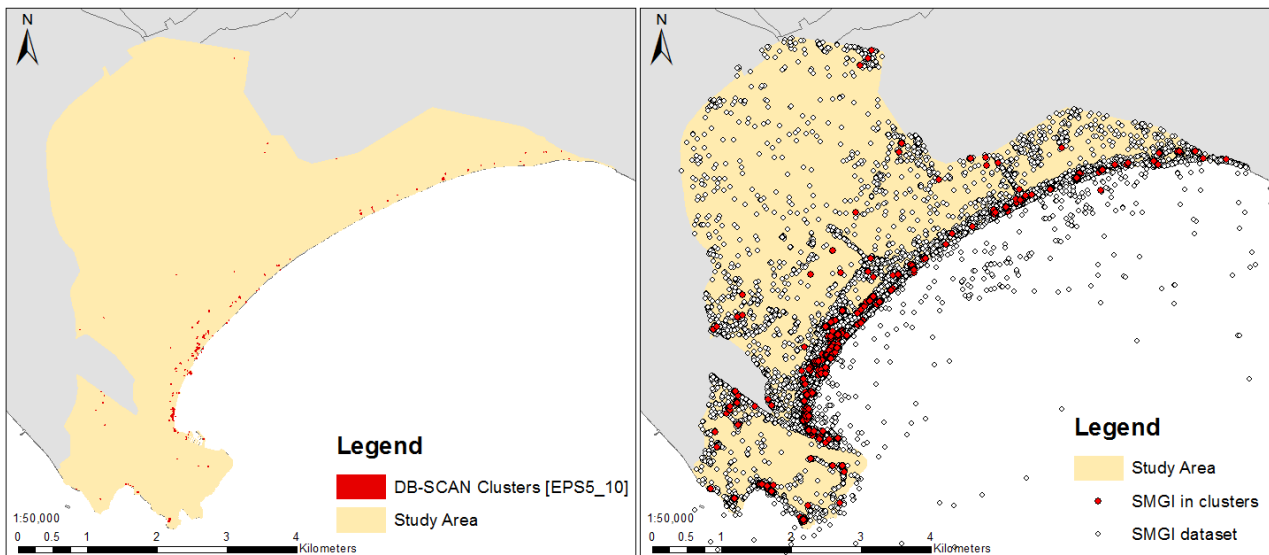 N
Legend
DB-SCAN Clusters [EPS5_10]
Study Area
1:50,000
0 0.5 1 2 3 4
Kilometers
N
Legend
Study Area
SMGI in clusters
SMGI dataset
1:50,000
0 0.5 1 2 3 4
Kilometers